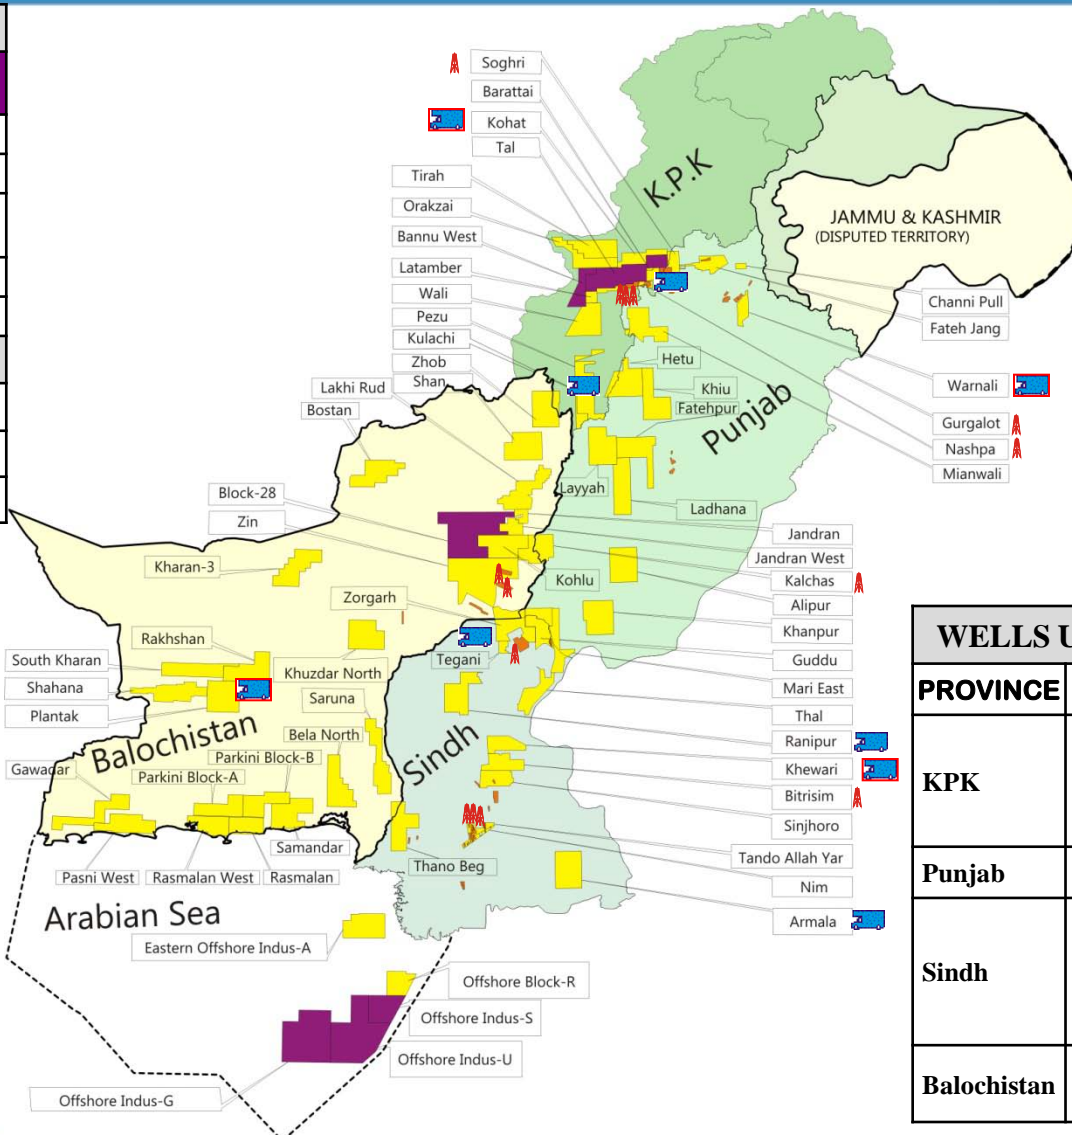 Soghri
Barattai
Kohat
Tal
Tirah
Orakzai
Bannu West
Latamber
Wali
Pezu
Kulachi
Zhob
Shan
Lakhi Rud
Bostan
K.P.K
JAMMU & KASHMIR
(DISPUTED TERRITORY)
Channi Pull
Fateh Jang
Warnali
Gurgalot
Nashpa
Mianwali
Hetu
Khiu
Fatehpur
Punjab
Layyah
Ladhana
Block-28
Zin
Kharan-3
Zorgarh
Kohlu
Jandran
Jandran West
Kalchas
Alipur
Khanpur
Guddu
Mari East
Thal
Ranipur
Khewari
Bitrisim
Sinjhoro
Tando Allah Yar
Nim
Armala
Rakhshan
South Kharan
Shahana
Plantak
Khuzdar North
Saruna
Tegani
Balochistan
Bela North
Sindh
Parkini Block-B
Parkini Block-A
Gawadar
Samandar
Pasni West
Rasmalan West
Rasmalan
Thano Beg
Arabian Sea
Eastern Offshore Indus-A
Offshore Block-R
Offshore Indus-S
Offshore Indus-U
Offshore Indus-G
WELLS U
PROVINCE
KPK
Punjab
Sindh
Balochistan